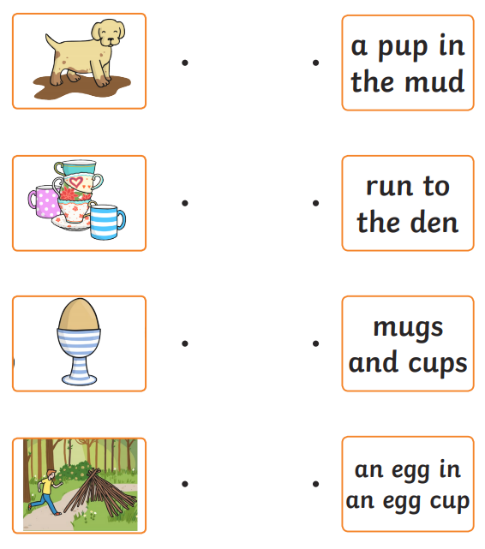 a pup in
the mud
run to
the den
mugs
and cups
an egg in
an egg cup